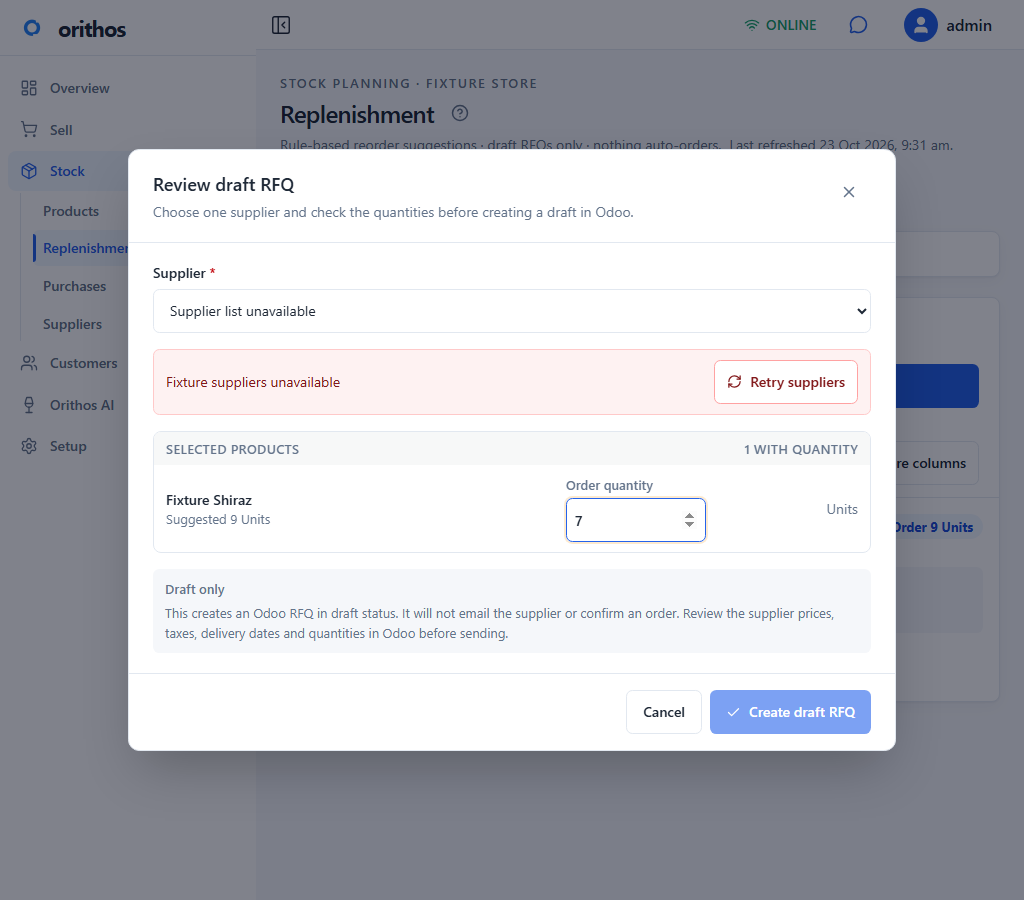 orithos
ONLINE
admin
Overview
Sell
Stock
Products
Replenishmen
Purchases
Suppliers
Customers
Orithos AI
Setup
STOCK PLANNING · FIXTURE STORE
Replenishment
Rule-based reorder suggestions · draft RFQs only · nothing auto-orders. Last refreshed 23 Oct 2026, 9:31 am.
Review draft RFQ
Choose one supplier and check the quantities before creating a draft in Odoo.
Supplier *
Supplier list unavailable
Fixture suppliers unavailable
Retry suppliers
SELECTED PRODUCTS
1 WITH QUANTITY
Fixture Shiraz
Suggested 9 Units
Order quantity
7
Units
Draft only
This creates an Odoo RFQ in draft status. It will not email the supplier or confirm an order. Review the supplier prices,
taxes, delivery dates and quantities in Odoo before sending.
Cancel
Create draft RFQ
re columns
Order 9 Units